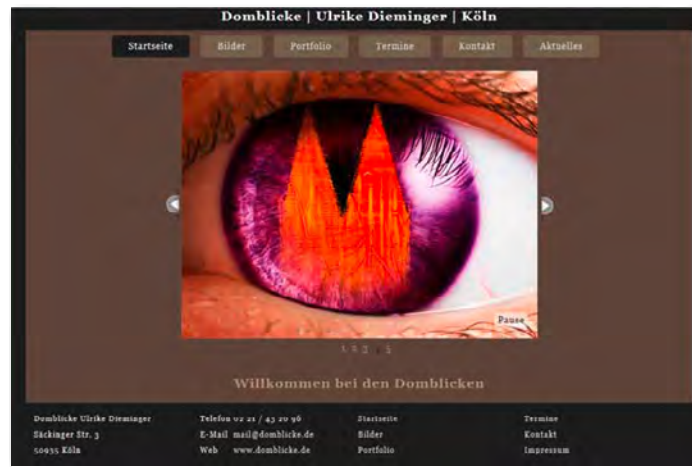 Domblicke | Ulrike Dieminger | Köln
Startseite
Bilder
Portfolio
Termine
Kontakt
Aktuelles
Pause
Willkommen bei den Domblicken
Domblicke Ulrike Dieminger
Säckinger Str. 3
50935 Köln
Telefon 02 21 / 43 20 96
E-Mail mail@domblicke.de
Web www.domblicke.de
Startseite
Bilder
Portfolio
Termine
Kontakt
Impressum